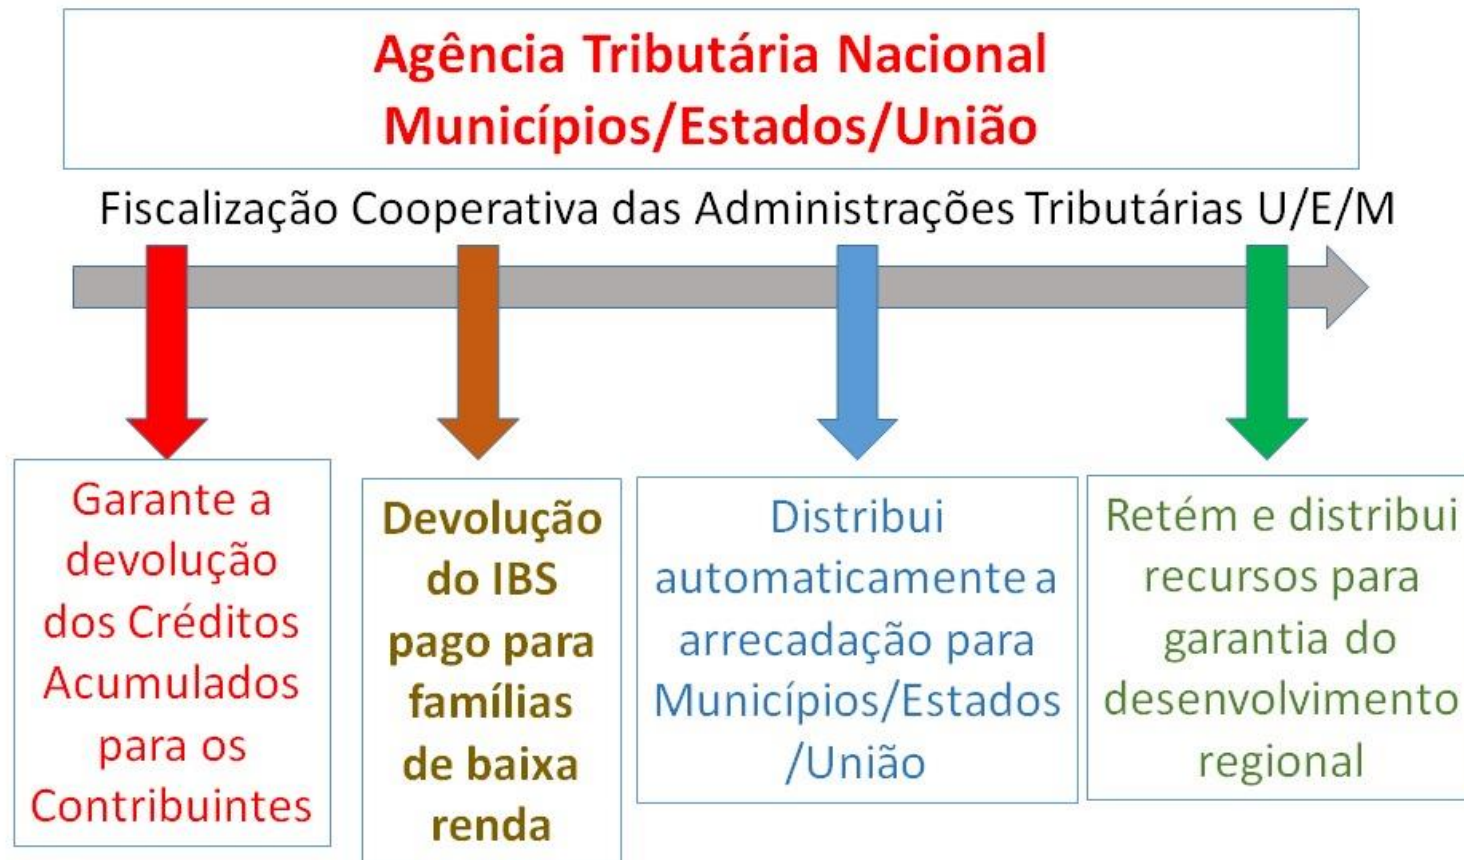 Agência Tributária Nacional
Municípios/Estados/União
Fiscalização Cooperativa das Administrações Tributárias U/E/M
Garante a
devolução
dos Créditos
Acumulados
para os
Contribuintes
Devolução
do IBS
pago para
famílias
de baixa
renda
Distribui
automaticamente a
arrecadação para
Municípios/Estados
/União
Retém e distribui
recursos para
garantia do
desenvolvimento
regional